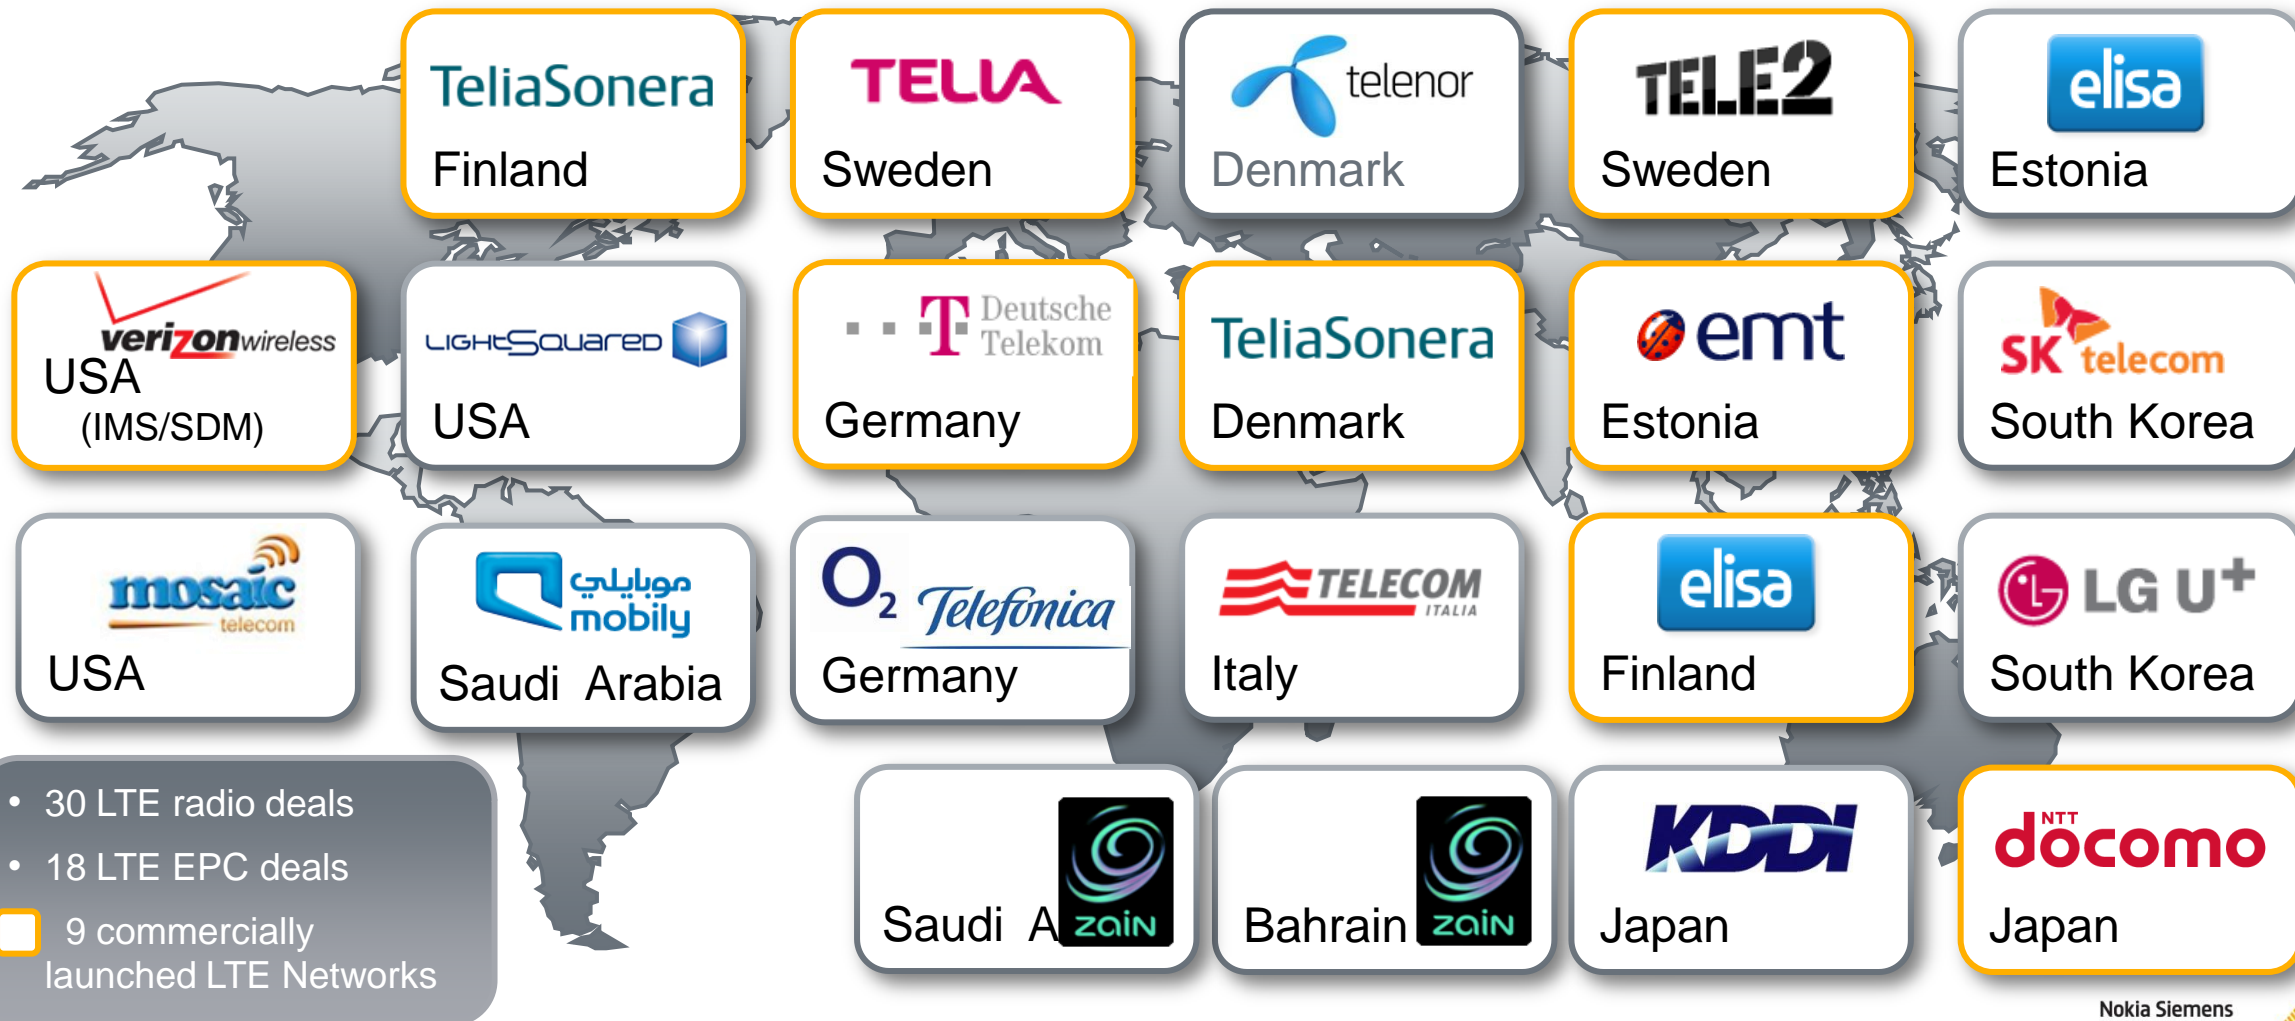 TeliaSonera
Finland
TELIA
Sweden
telenor
Denmark
TELE2
Sweden
elisa
Estonia
verizonwireless
USA
(IMS/SDM)
LIGHTSQUARED
USA
T Deutsche
Telekom
Germany
TeliaSonera
Denmark
emt
Estonia
SK telecom
South Korea
mosaic
telecom
USA
موبايلي
mobily
Saudi Arabia
O2 Telefónica
Germany
TELECOM
ITALIA
Italy
elisa
Finland
LG U+
South Korea
• 30 LTE radio deals
• 18 LTE EPC deals
9 commercially
launched LTE Networks
zain
Saudi A
zain
Bahrain
KDDI
Japan
NTT
docomo
Japan
Nokia Siemens